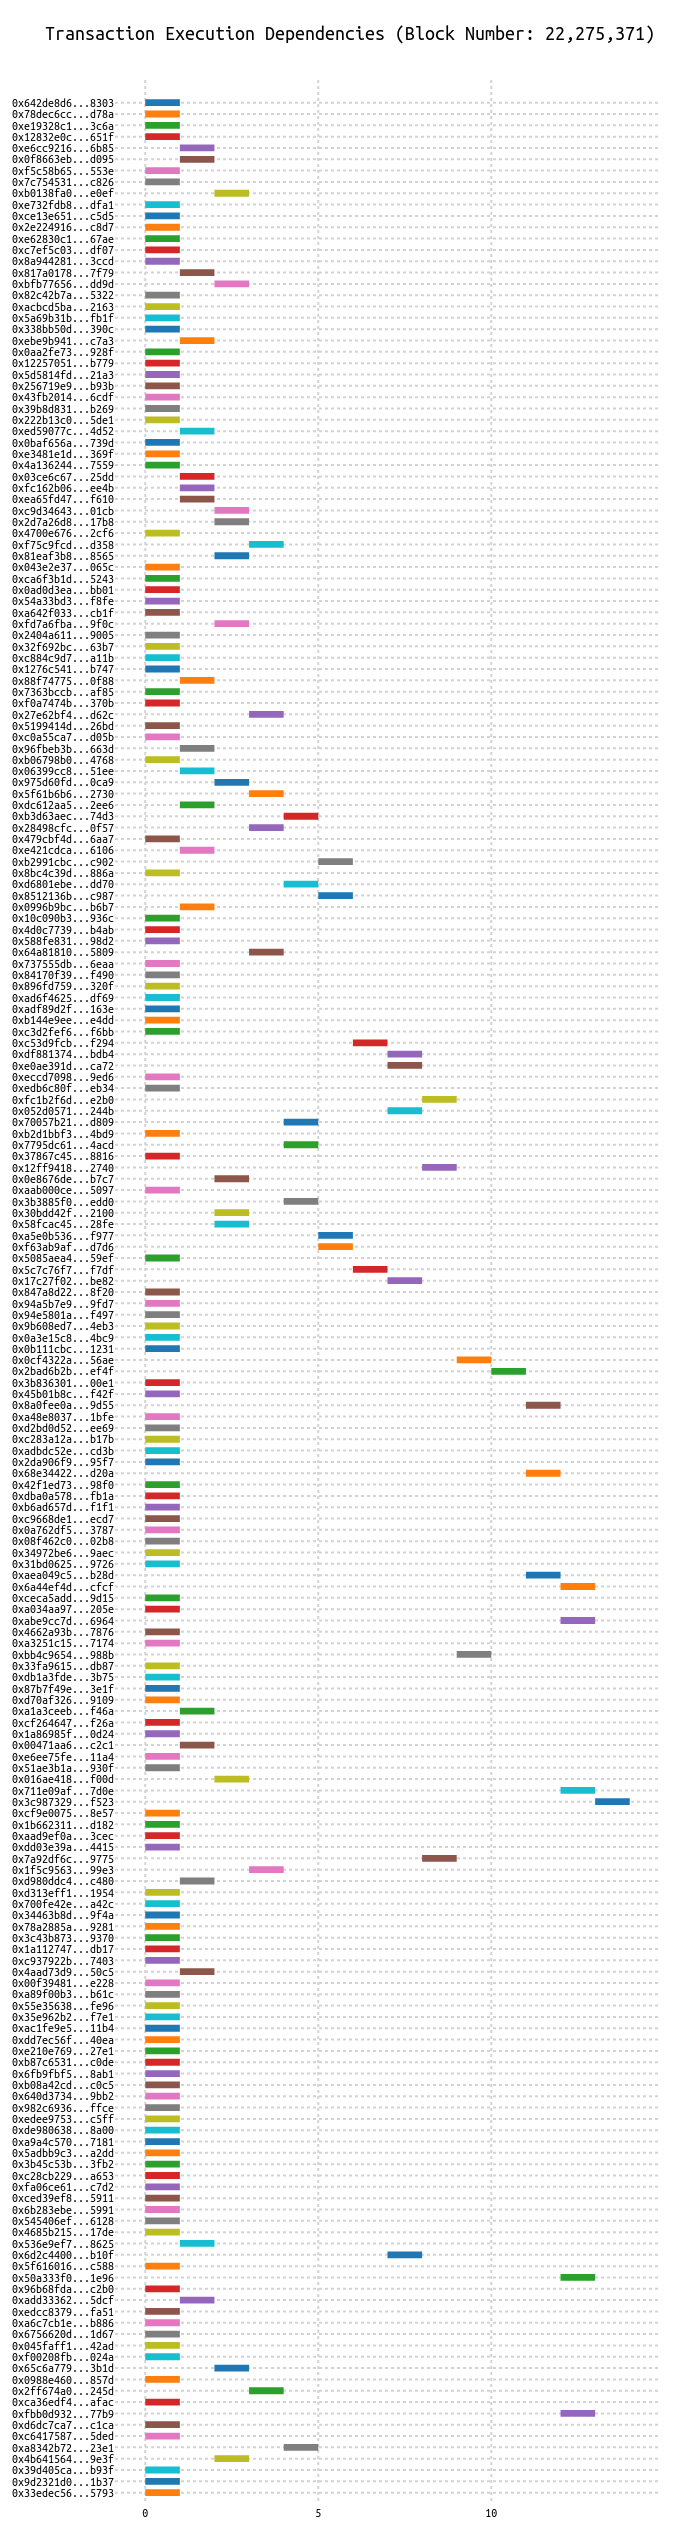 Transaction Execution Dependencies (Block Number: 22,275,371)
0x642de8d6...8303
0x78dec6cc...d78a
0xe19328c1...3c6a
0x12832e0c...651f
0xe6cc9216...6b85
0x0f8663eb...d095
0xf5c58b65...553e
0x7c754531...c826
0xb0138fa0...e0ef
0xe732fdb8...dfa1
0xce13e651...c5d5
0x2e224916...c8d7
0xe62830c1...67ae
0xc7ef5c03...df07
0x8a944281...3ccd
0x817a0178...7f79
0xbfb77656...dd9d
0x82c42b7a...5322
0xacbcd5ba...2163
0x5a69b31b...fb1f
0x338bb50d...390c
0xebe9b941...c7a3
0x0aa2fe73...928f
0x12257051...b779
0x5d5814fd...21a3
0x256719e9...b93b
0x43fb2014...6cdf
0x39b8d831...b269
0x222b13c0...5de1
0xed59077c...4d52
0x0baf656a...739d
0xe3481e1d...369f
0x4a136244...7559
0x03ce6c67...25dd
0xfc162b06...ee4b
0xea65fd47...f610
0xc9d34643...01cb
0x2d7a26d8...17b8
0x4700e676...2cf6
0xf75c9fcd...d358
0x81eaf3b8...8565
0x043e2e37...065c
0xca6f3b1d...5243
0x0ad0d3ea...bb01
0x54a33bd3...f8fe
0xa642f033...cb1f
0xfd7a6fba...9f0c
0x2404a611...9005
0x32f692bc...63b7
0xc884c9d7...a11b
0x1276c541...b747
0x88f74775...0f88
0x7363bccb...af85
0xf0a7474b...370b
0x27e62bf4...d62c
0x5199414d...26bd
0xc0a55ca7...d05b
0x96fbeb3b...663d
0xb06798b0...4768
0x06399cc8...51ee
0x975d60fd...0ca9
0x5f61b6b6...2730
0xdc612aa5...2ee6
0xb3d63aec...74d3
0x28498cfc...0f57
0x479cbf4d...6aa7
0xe421cdca...6106
0xb2991cbc...c902
0x8bc4c39d...886a
0xd6801ebe...dd70
0x8512136b...c987
0x0996b9bc...b6b7
0x10c090b3...936c
0x4d0c7739...b4ab
0x588fe831...98d2
0x64a81810...5809
0x737555db...6eaa
0x84170f39...f490
0x896fd759...320f
0xad6f4625...df69
0xadf89d2f...163e
0xb144e9ee...e4dd
0xc3d2fef6...f6bb
0xc53d9fcb...f294
0xdf881374...bdb4
0xe0ae391d...ca72
0xeccd7098...9ed6
0xedb6c80f...eb34
0xfc1b2f6d...e2b0
0x052d0571...244b
0x70057b21...d809
0xb2d1bbf3...4bd9
0x7795dc61...4acd
0x37867c45...8816
0x12ff9418...2740
0x0e8676de...b7c7
0xaab000ce...5097
0x3b3885f0...edd0
0x30bdd42f...2100
0x58fcac45...28fe
0xa5e0b536...f977
0xf63ab9af...d7d6
0x5085aea4...59ef
0x5c7c76f7...f7df
0x17c27f02...be82
0x847a8d22...8f20
0x94a5b7e9...9fd7
0x94e5801a...f497
0x9b608ed7...4eb3
0x0a3e15c8...4bc9
0x0b111cbc...1231
0x0cf4322a...56ae
0x2bad6b2b...ef4f
0x3b836301...00e1
0x45b01b8c...f42f
0x8a0fee0a...9d55
0xa48e8037...1bfe
0xd2bd0d52...ee69
0xc283a12a...b17b
0xadbdc52e...cd3b
0x2da906f9...95f7
0x68e34422...d20a
0x42f1ed73...98f0
0xdba0a578...fb1a
0xb6ad657d...f1f1
0xc9668de1...ecd7
0x0a762df5...3787
0x08f462c0...02b8
0x34972be6...9aec
0x31bd0625...9726
0xaea049c5...b28d
0x6a44ef4d...cfcf
0xceca5add...9d15
0xa034aa97...205e
0xabe9cc7d...6964
0x4662a93b...7876
0xa3251c15...7174
0xbb4c9654...988b
0x33fa9615...db87
0xdb1a3fde...3b75
0x87b7f49e...3e1f
0xd70af326...9109
0xa1a3ceeb...f46a
0xcf264647...f26a
0x1a86985f...0d24
0x00471aa6...c2c1
0xe6ee75fe...11a4
0x51ae3b1a...930f
0x016ae418...f00d
0x711e09af...7d0e
0x3c987329...f523
0xcf9e0075...8e57
0x1b662311...d182
0xaad9ef0a...3cec
0xdd03e39a...4415
0x7a92df6c...9775
0x1f5c9563...99e3
0xd980ddc4...c480
0xd313eff1...1954
0x700fe42e...a42c
0x34463b8d...9f4a
0x78a2885a...9281
0x3c43b873...9370
0x1a112747...db17
0xc937922b...7403
0x4aad73d9...50c5
0x00f39481...e228
0xa89f00b3...b61c
0x55e35638...fe96
0x35e962b2...f7e1
0xac1fe9e5...11b4
0xdd7ec56f...40ea
0xe210e769...27e1
0xb87c6531...c0de
0x6fb9fbf5...8ab1
0xb08a42cd...c0c5
0x640d3734...9bb2
0x982c6936...ffce
0xedee9753...c5ff
0xde980638...8a00
0xa9a4c570...7181
0x5adbb9c3...a2dd
0x3b45c53b...3fb2
0xc28cb229...a653
0xfa06ce61...c7d2
0xced39ef8...5911
0x6b283ebe...5991
0x545406ef...6128
0x4685b215...17de
0x536e9ef7...8625
0x6d2c4400...b10f
0x5f616016...c588
0x50a333f0...1e96
0x96b68fda...c2b0
0xadd33362...5dcf
0xedcc8379...fa51
0xa6c7cb1e...b886
0x6756620d...1d67
0x045faff1...42ad
0xf00208fb...024a
0x65c6a779...3b1d
0x0988e460...857d
0x2ff674a0...245d
0xca36edf4...afac
0xfbb0d932...77b9
0xd6dc7ca7...c1ca
0xc6417587...5ded
0xa8342b72...23e1
0x4b641564...9e3f
0x39d405ca...b93f
0x9d2321d0...1b37
0x33edec56...5793
0 5 10